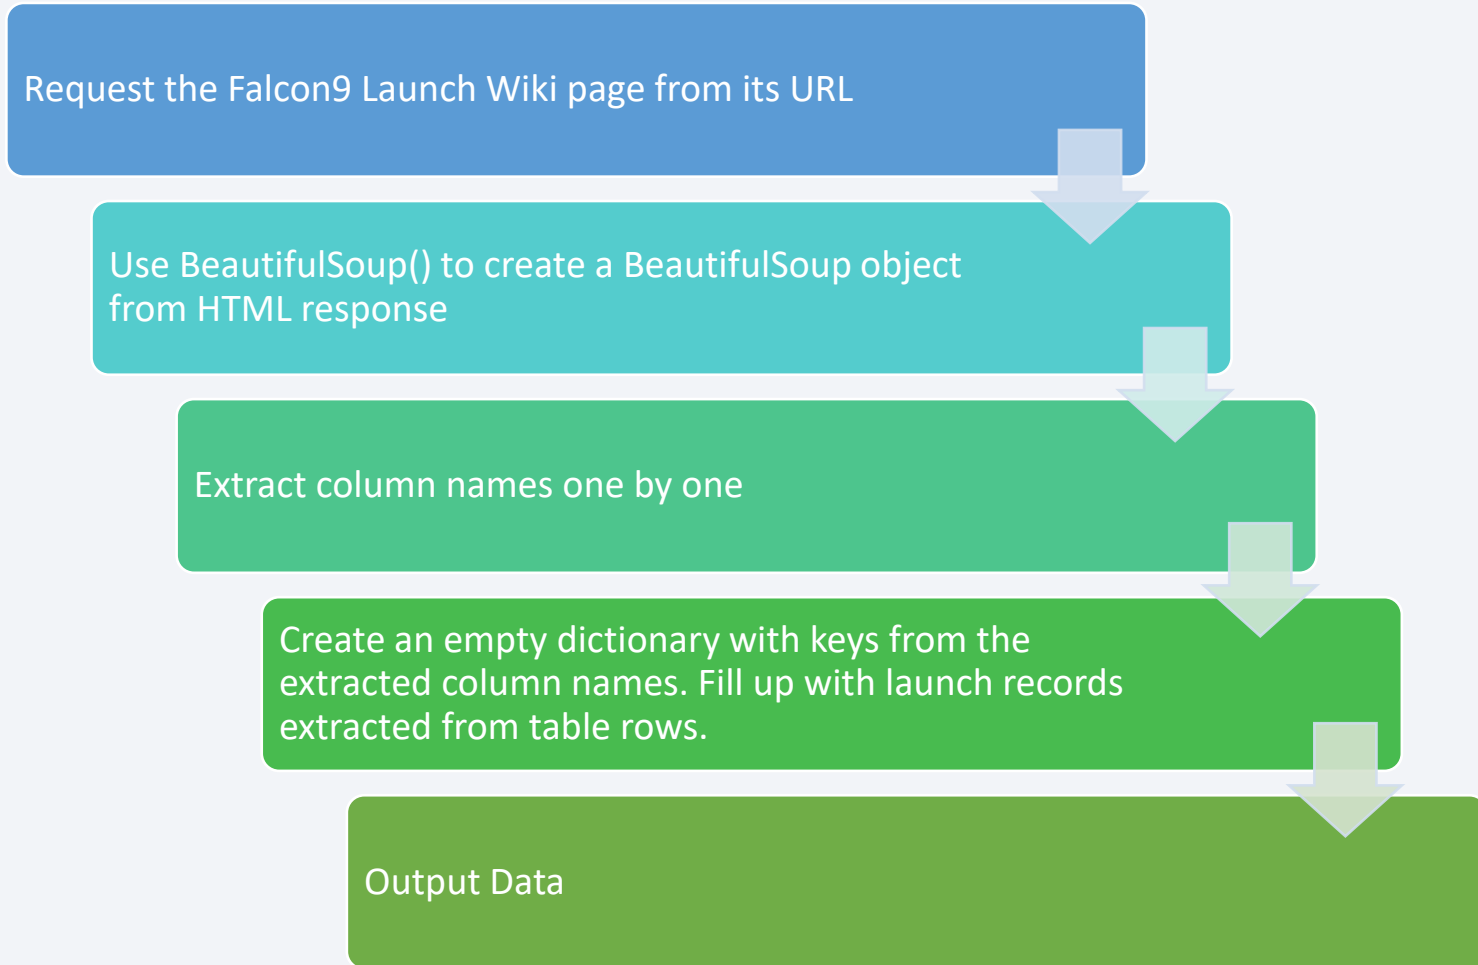 Request the Falcon9 Launch Wiki page from its URL
Use BeautifulSoup() to create a BeautifulSoup object
from HTML response
Extract column names one by one
Create an empty dictionary with keys from the
extracted column names. Fill up with launch records
extracted from table rows.
Output Data